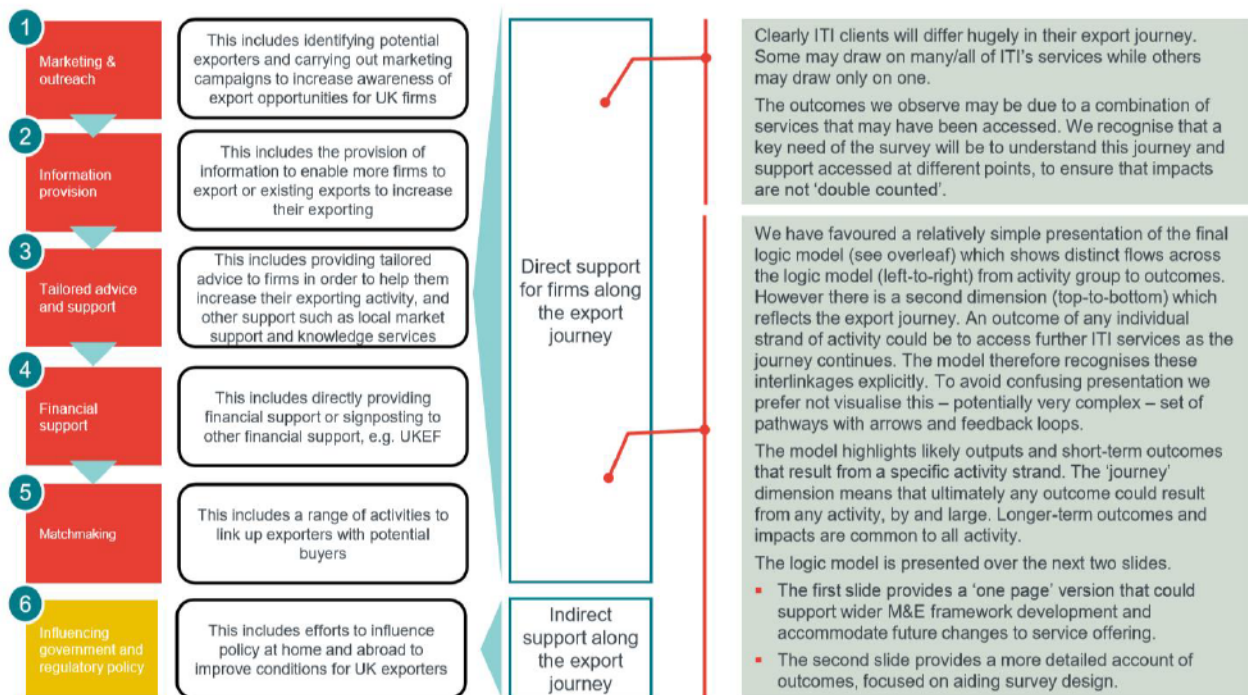 1
Marketing &
outreach
This includes identifying potential
exporters and carrying out marketing
campaigns to increase awareness of
export opportunities for UK firms
2
Information
provision
This includes the provision of
information to enable more firms to
export or existing exports to increase
their exporting
3
Tailored advice
and support
This includes providing tailored
advice to firms in order to help them
increase their exporting activity, and
other support such as local market
support and knowledge services
4
Financial
support
This includes directly providing
financial support or signposting to
other financial support, e.g. UKEF
5
Matchmaking
This includes a range of activities to
link up exporters with potential
buyers
6
Influencing
government and
regulatory policy
This includes efforts to influence
policy at home and abroad to
improve conditions for UK exporters
Direct support
for firms along
the export
journey
Indirect
support along
the export
journey
Clearly ITI clients will differ hugely in their export journey.
Some may draw on many/all of ITI's services while others
may draw only on one.
The outcomes we observe may be due to a combination of
services that may have been accessed. We recognise that a
key need of the survey will be to understand this journey and
support accessed at different points, to ensure that impacts
are not 'double counted'.
We have favoured a relatively simple presentation of the final
logic model (see overleaf) which shows distinct flows across
the logic model (left-to-right) from activity group to outcomes.
However there is a second dimension (top-to-bottom) which
reflects the export journey. An outcome of any individual
strand of activity could be to access further ITI services as the
journey continues. The model therefore recognises these
interlinkages explicitly. To avoid confusing presentation we
prefer not visualise this – potentially very complex – set of
pathways with arrows and feedback loops.
The model highlights likely outputs and short-term outcomes
that result from a specific activity strand. The 'journey'
dimension means that ultimately any outcome could result
from any activity, by and large. Longer-term outcomes and
impacts are common to all activity.
The logic model is presented over the next two slides.
▪ The first slide provides a 'one page' version that could
support wider M&E framework development and
accommodate future changes to service offering.
▪ The second slide provides a more detailed account of
outcomes, focused on aiding survey design.